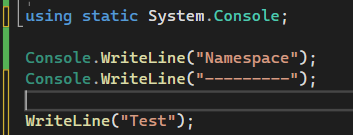 using static System.Console;
Console.WriteLine("Namespace");
Console.WriteLine("---------");
WriteLine("Test");